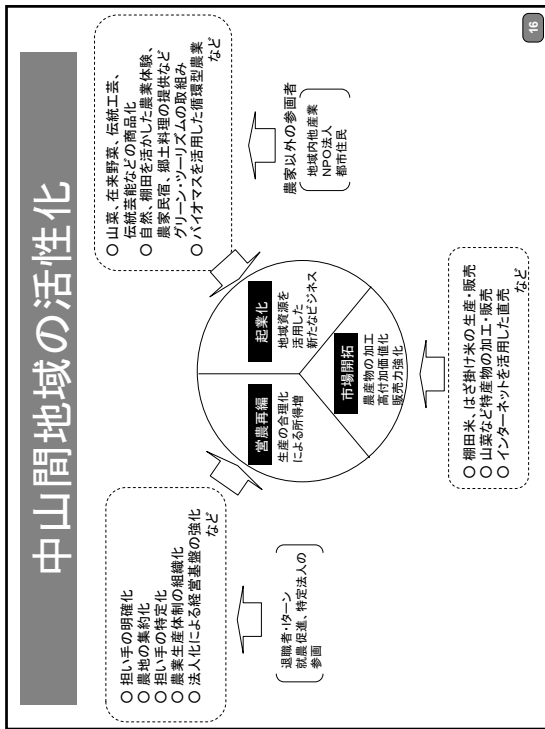 中山間地域の活性化
○ 担い手の明確化
○ 農地の集約化
○ 担い手の特定化
○ 農業生産体制の組織化
○ 法人化による経営基盤の強化
など
退職者・Iターン
就農促進、特定法人の
参画
営農再編
生産の合理化
による所得増
起業化
地域資源を
活用した
新たなビジネス
市場開拓
農産物の加工
高付加価値化
販売力強化
○ 山菜、在来野菜、伝統工芸、
伝統芸能などの商品化
○ 自然、棚田を活かした農業体験、
農家民宿、郷土料理の提供など
グリーン・ツーリズムの取組み
○ バイオマスを活用した循環型農業
など
農家以外の参画者
地域内他産業
NPO法人
都市住民
○ 棚田米、はざ掛け米の生産・販売
○ 山菜など特産物の加工・販売
○ インターネットを活用した直売
など
16